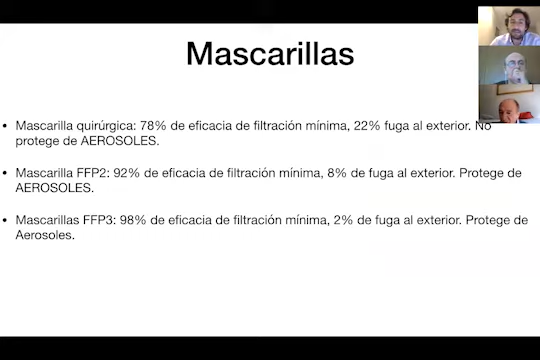 Mascarillas
• Mascarilla quirúrgica: 78% de eficacia de filtración mínima, 22% fuga al exterior. No
protege de AEROSOLES.
• Mascarilla FFP2: 92% de eficacia de filtración mínima, 8% de fuga al exterior. Protege de
AEROSOLES.
• Mascarillas FFP3: 98% de eficacia de filtración mínima, 2% de fuga al exterior. Protege de
Aerosoles.